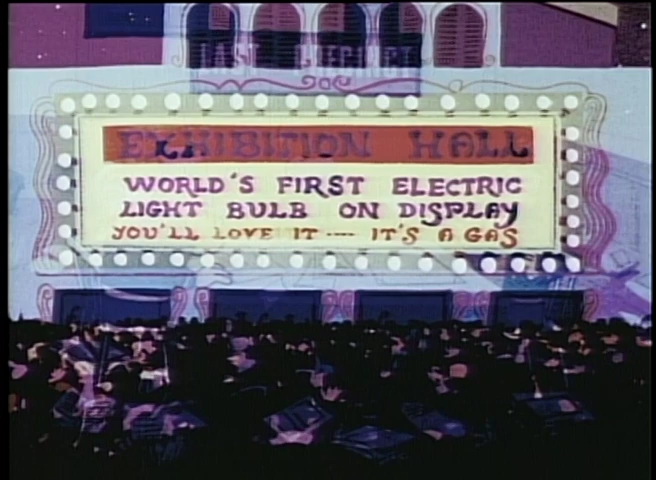 EXHIBITION HALL
WORLD'S FIRST ELECTRIC
LIGHT BULB ON DISPLAY
YOU'LL LOVE IT ---- IT'S A GAS